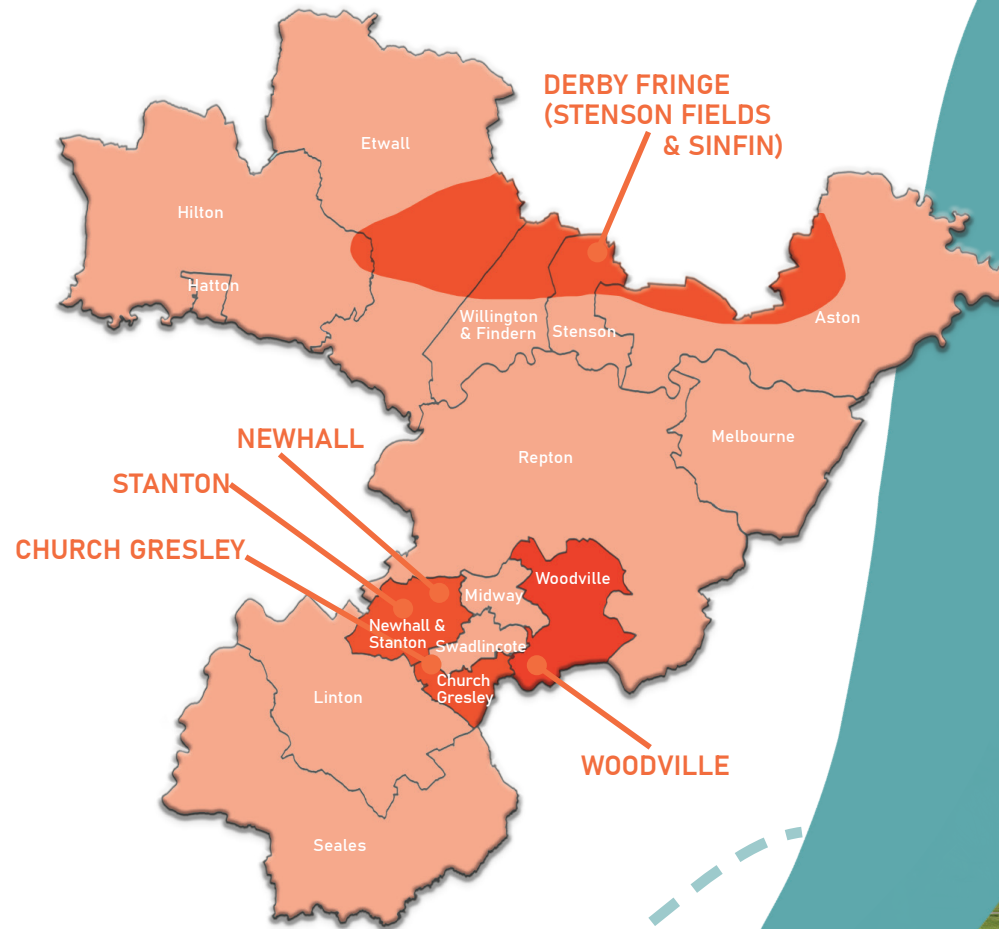 DERBY FRINGE
(STENSON FIELDS
& SINFIN)
Etwall
Hilton
Hatton
Willington
& Findern
Stenson
Aston
Melbourne
NEWHALL
Repton
STANTON
CHURCH GRESLEY
Woodville
Midway
Newhall &
Stanton
Swadlincote
Church
Gresley
Linton
WOODVILLE
Seales